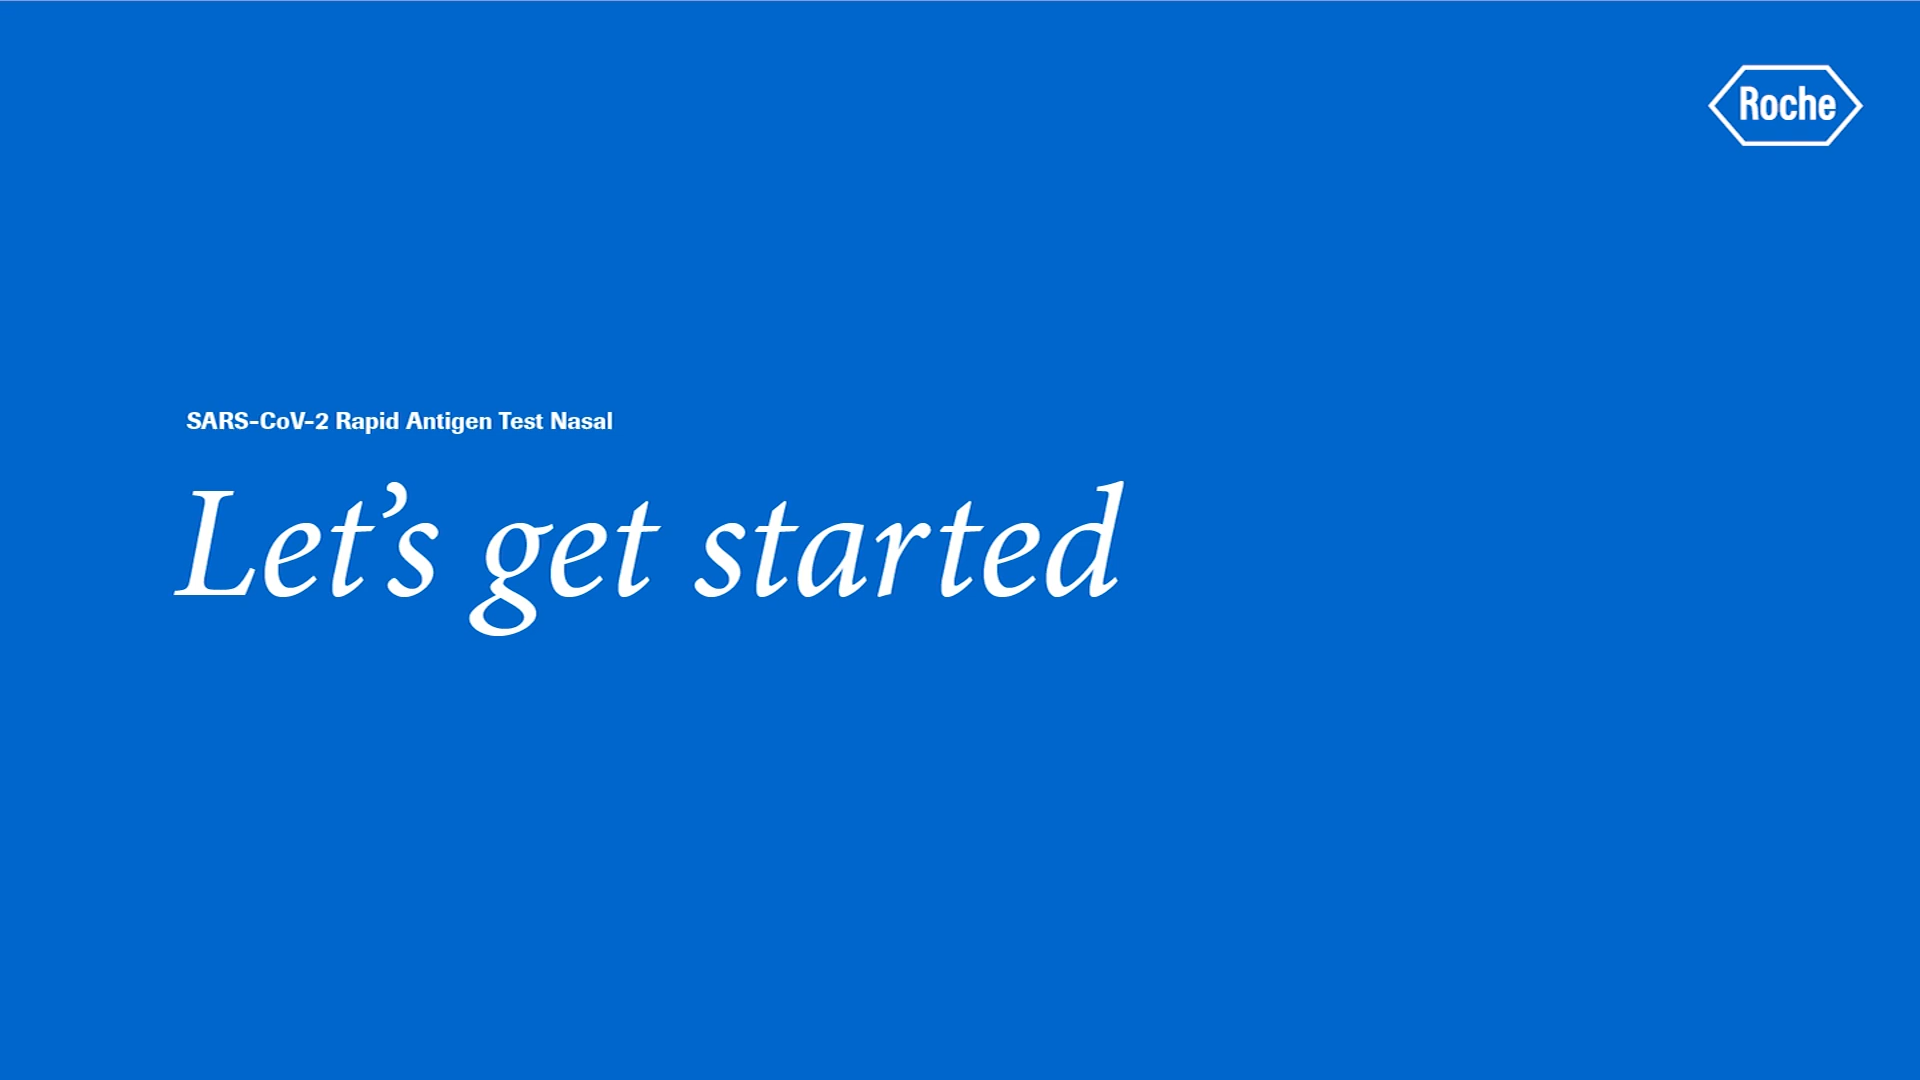 Roche
SARS-CoV-2 Rapid Antigen Test Nasal
Let’s get started